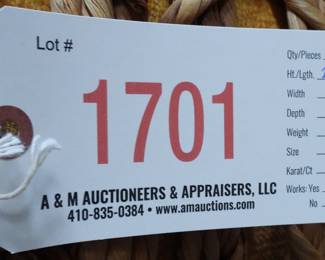 Lot #
1701
A & M AUCTIONEERS & APPRAISERS, LLC
410-835-0384 • www.amauctions.com
Qty/Pieces
Ht./Lgth.
Width
Depth
Weight
Size
Karat/Ct
Works: Yes
No